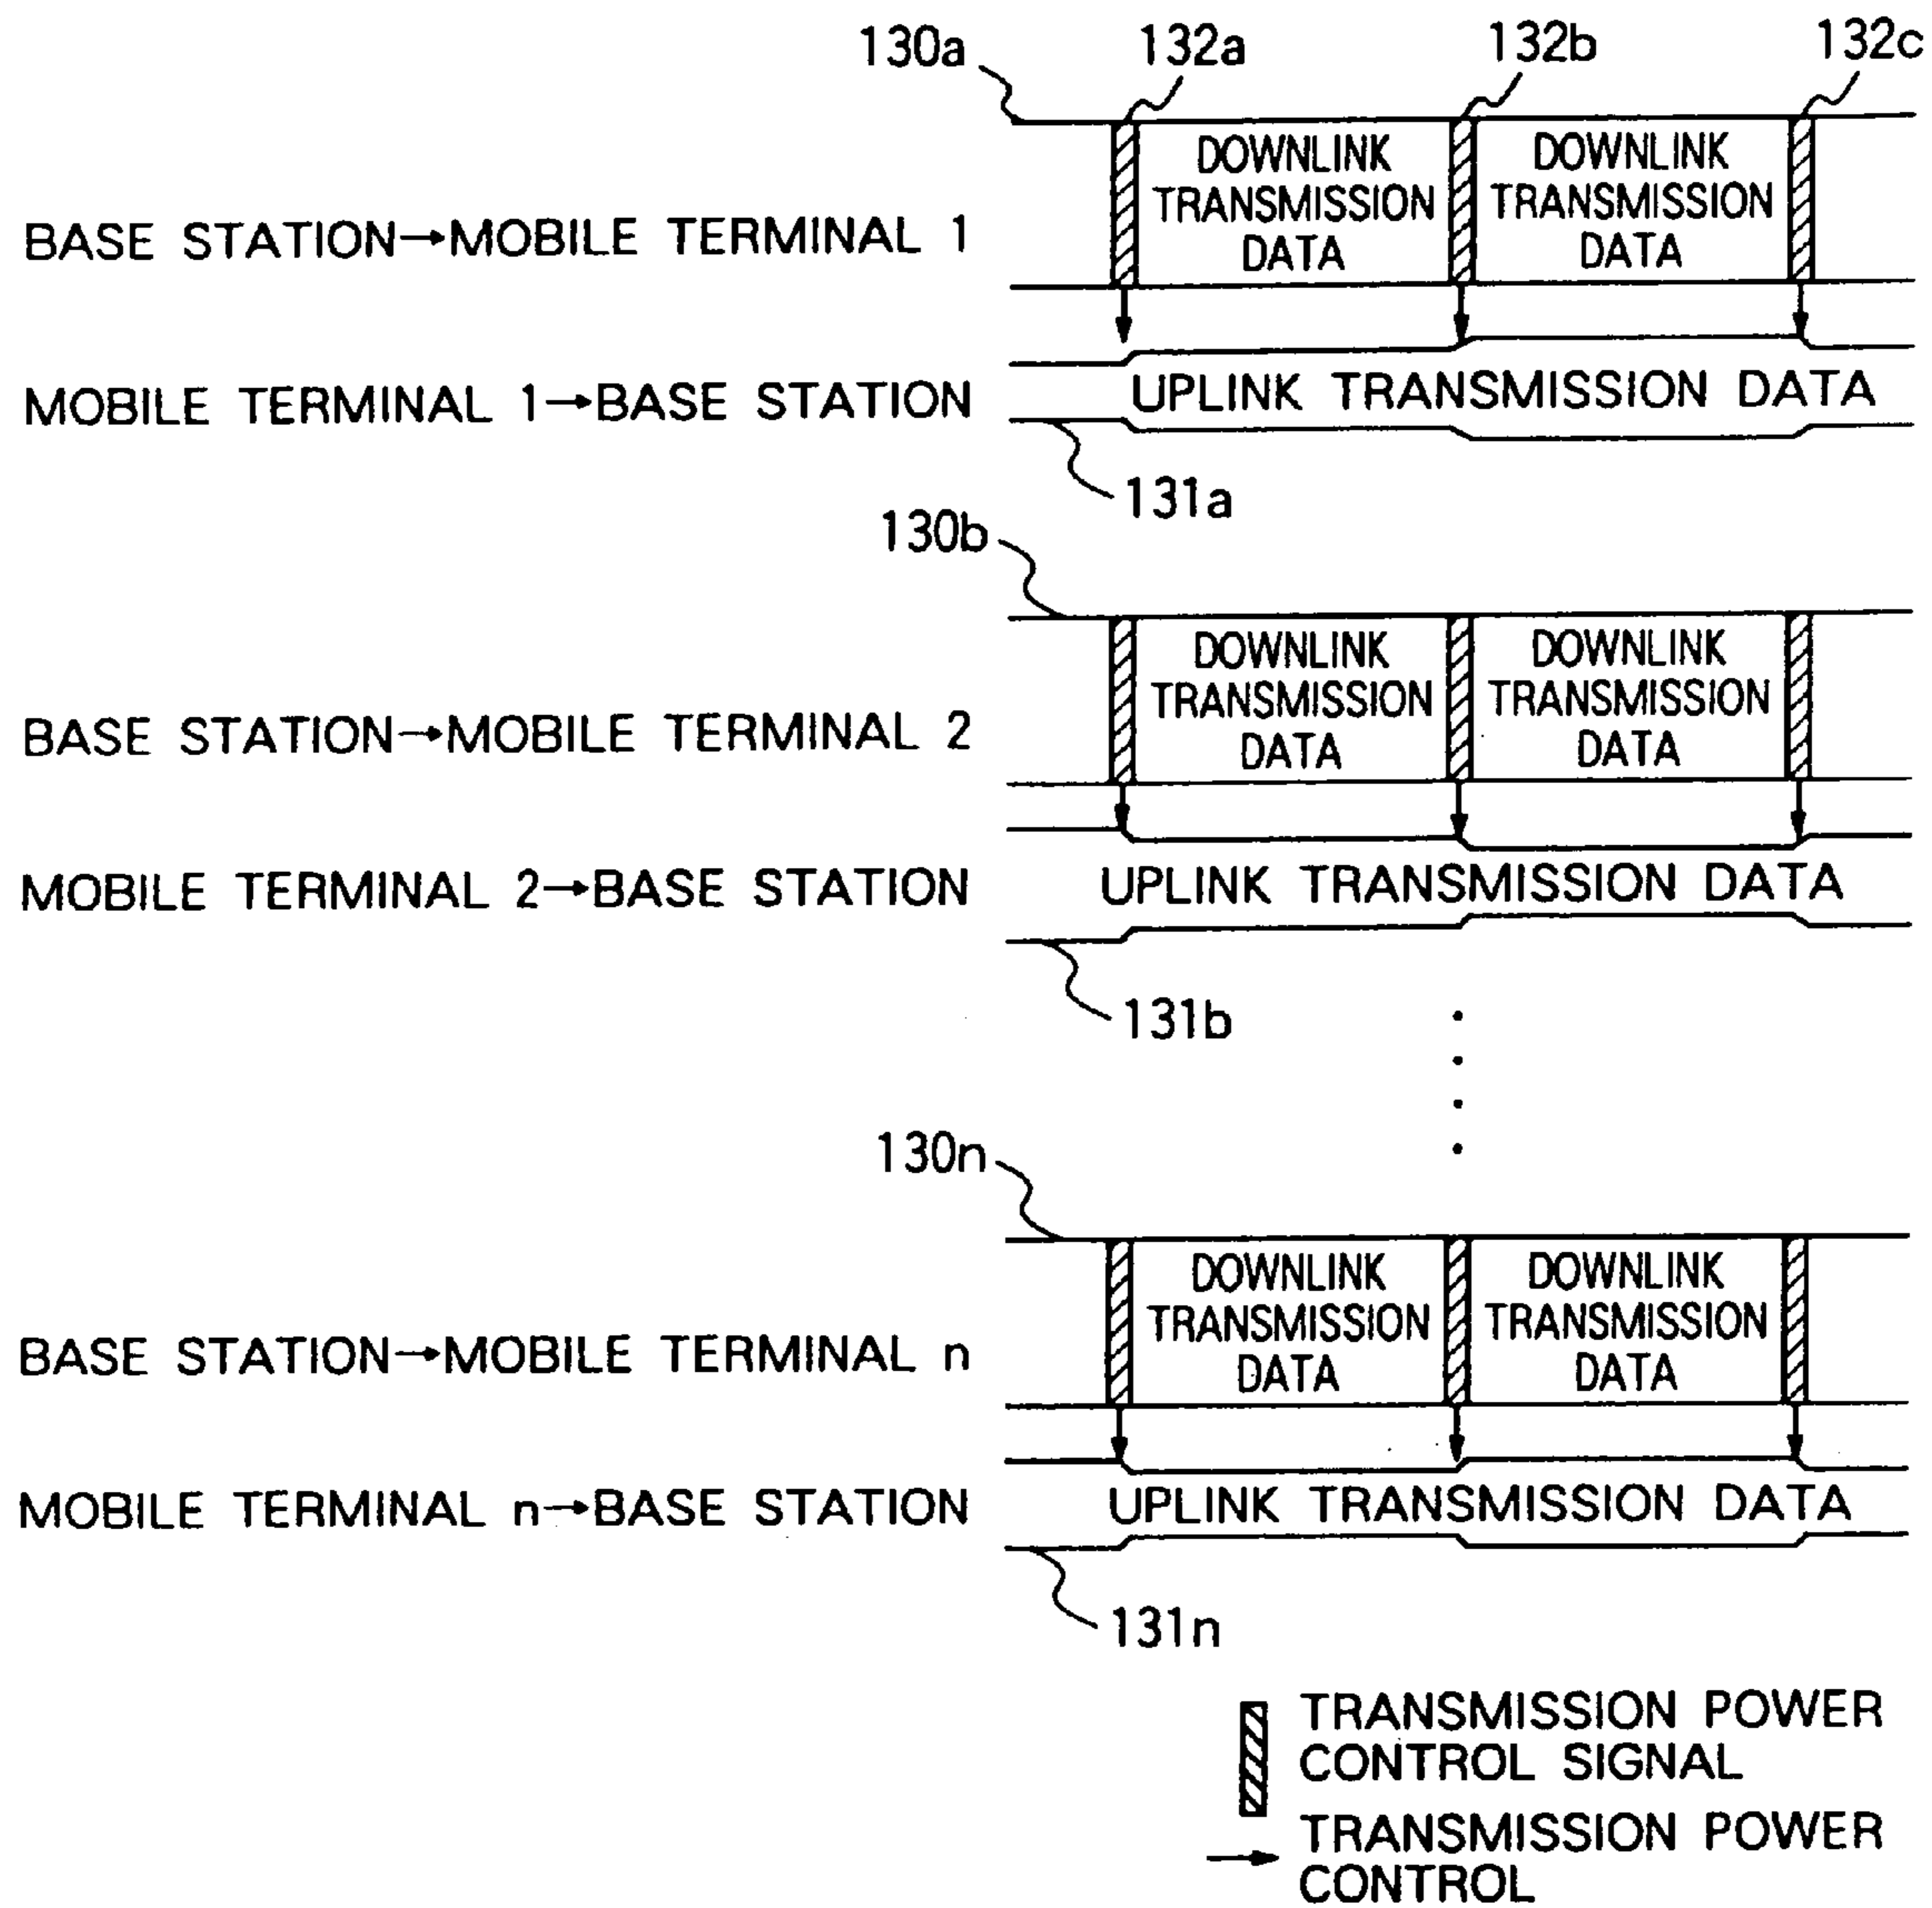 130a 132a 132b 132c
DOWNLINK DOWNLINK
TRANSMISSION TRANSMISSION
DATA DATA
BASE STATION→MOBILE TERMINAL 1
MOBILE TERMINAL 1→BASE STATION UPLINK TRANSMISSION DATA
131a
130b
DOWNLINK DOWNLINK
TRANSMISSION TRANSMISSION
DATA DATA
BASE STATION→MOBILE TERMINAL 2
MOBILE TERMINAL 2→BASE STATION UPLINK TRANSMISSION DATA
131b
130n
DOWNLINK DOWNLINK
TRANSMISSION TRANSMISSION
DATA DATA
BASE STATION→MOBILE TERMINAL n
MOBILE TERMINAL n→BASE STATION UPLINK TRANSMISSION DATA
131n
TRANSMISSION POWER
CONTROL SIGNAL
TRANSMISSION POWER
CONTROL